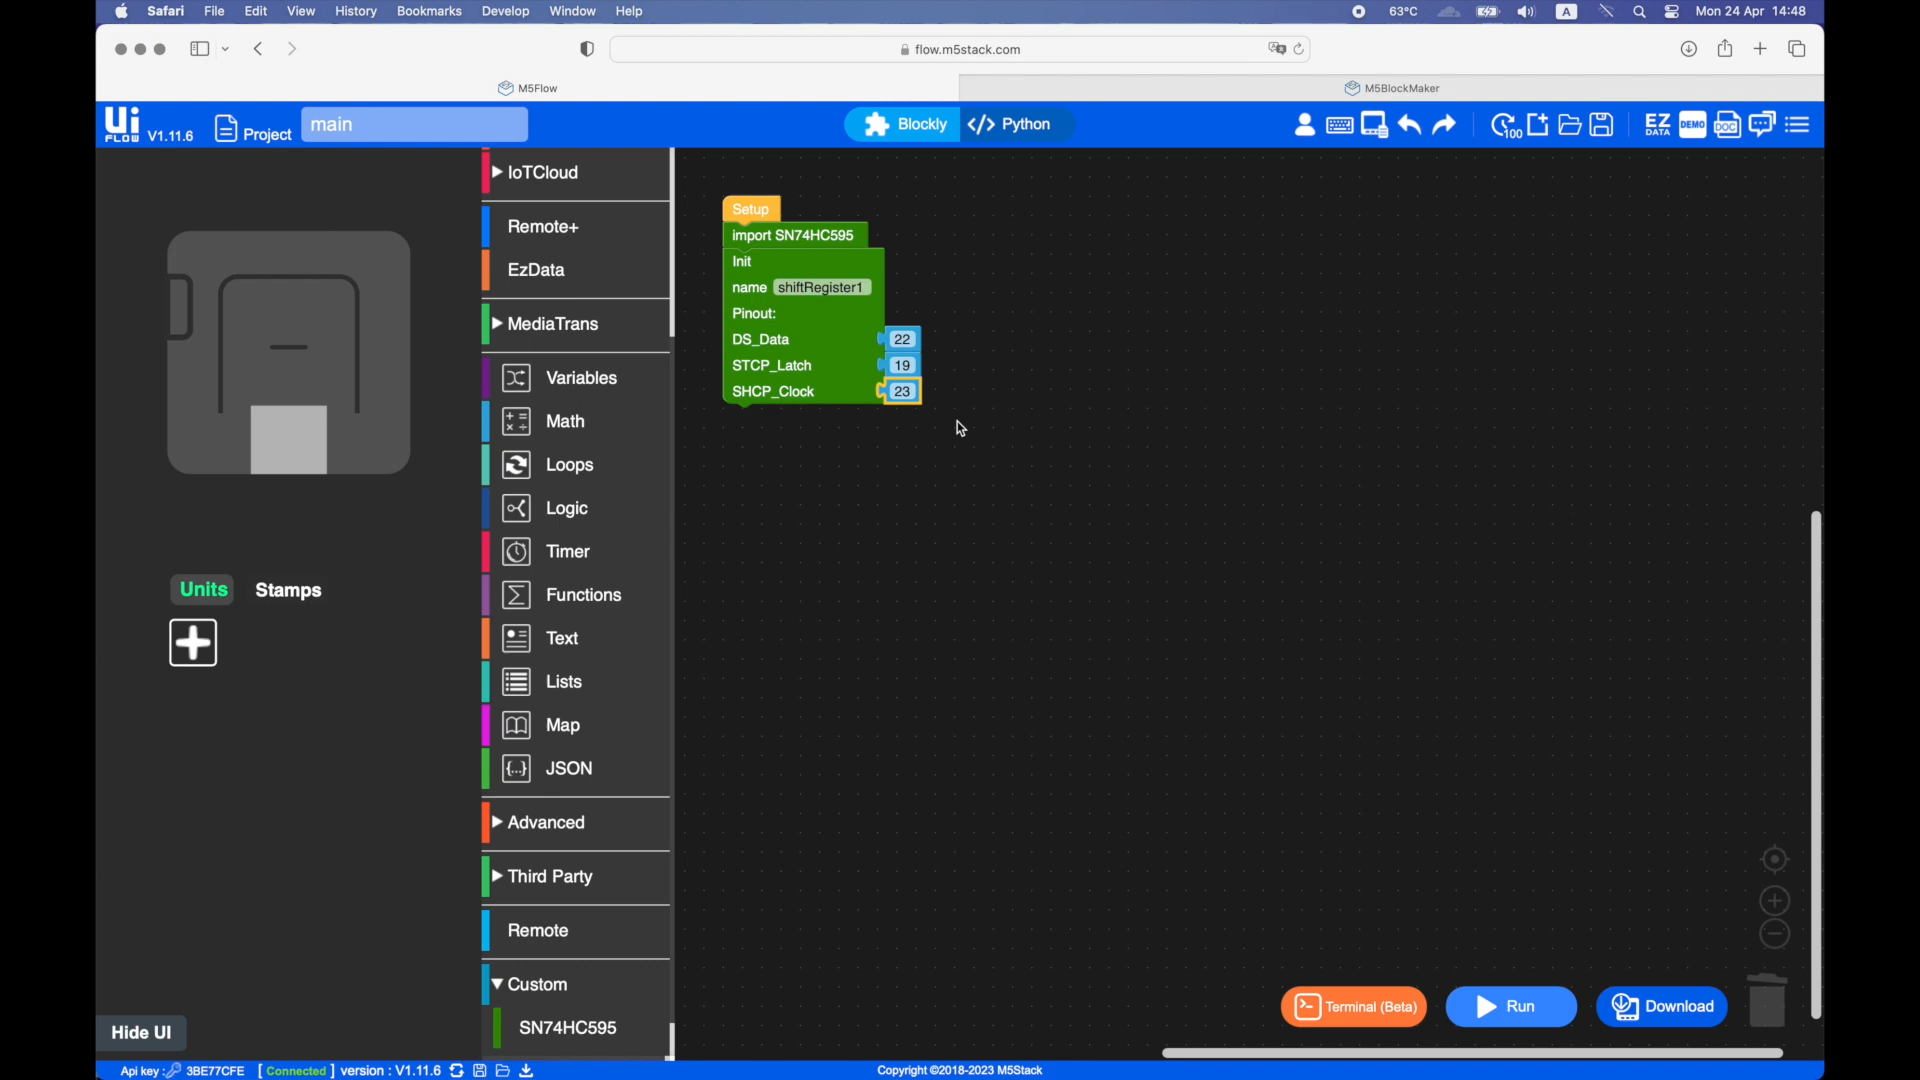 Safari File Edit View History Bookmarks Develop Window Help 63°C A Mon 24 Apr 14:48
flow.m5stack.com
M5Flow M5BlockMaker
Ui FLOW V1.11.6 Project main Blockly </> Python 100 EZ DATA DEMO DOC
IoTCloud
Remote+
EzData
MediaTrans
Variables
Math
Loops
Logic
Timer
Functions
Text
Lists
Map
JSON
Advanced
Third Party
Remote
Custom
SN74HC595
Units Stamps
Hide UI
Setup
import SN74HC595
Init
name shiftRegister1
Pinout:
DS_Data 22
STCP_Latch 19
SHCP_Clock 23
Terminal (Beta) Run Download
Api key : 3BE77CFE [ Connected ] version : V1.11.6 Copyright ©2018-2023 M5Stack